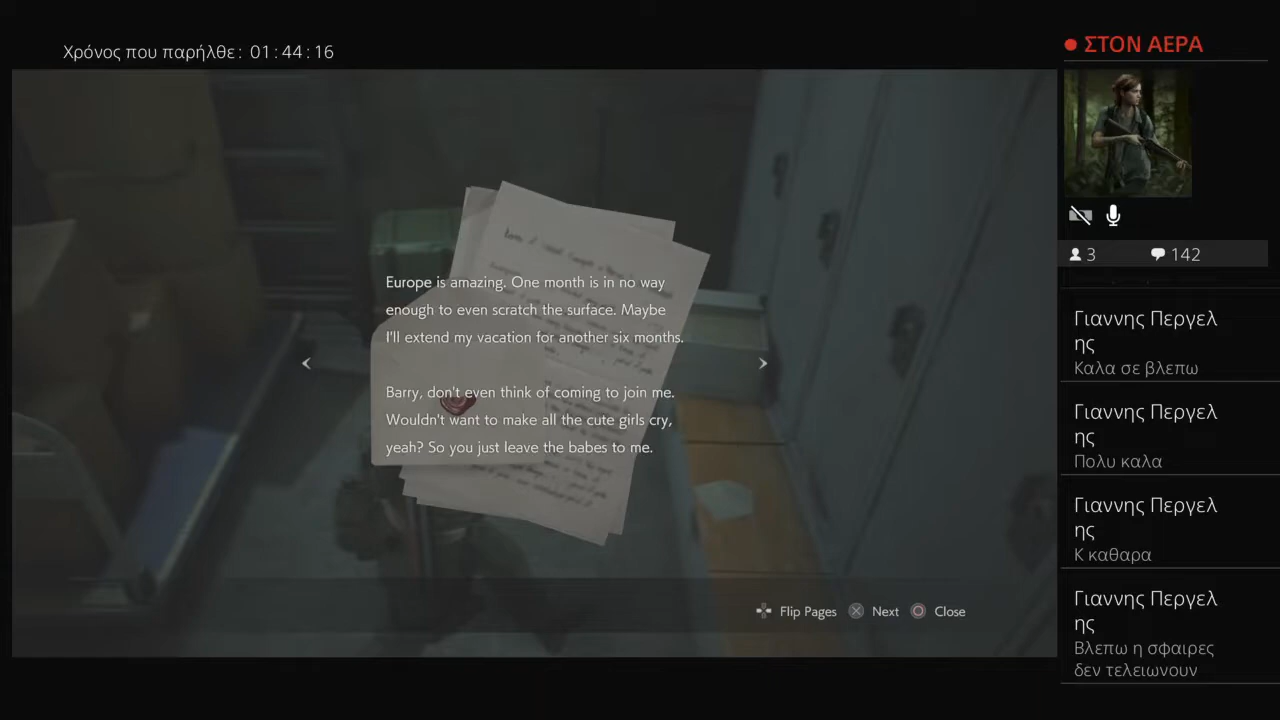 Χρόνος που παρήλθε: 01:44:16
ΣΤΟΝ ΑΕΡΑ
3 142
Europe is amazing. One month is in no way
enough to even scratch the surface. Maybe
I'll extend my vacation for another six months.
Barry, don't even think of coming to join me.
Wouldn't want to make all the cute girls cry,
yeah? So you just leave the babes to me.
Flip Pages Next Close
Γιαννης Περγελ
ης
Καλα σε βλεπω
Γιαννης Περγελ
ης
Πολυ καλα
Γιαννης Περγελ
ης
Κ καθαρα
Γιαννης Περγελ
ης
Βλεπω η σφαιρες
δεν τελειωνουν